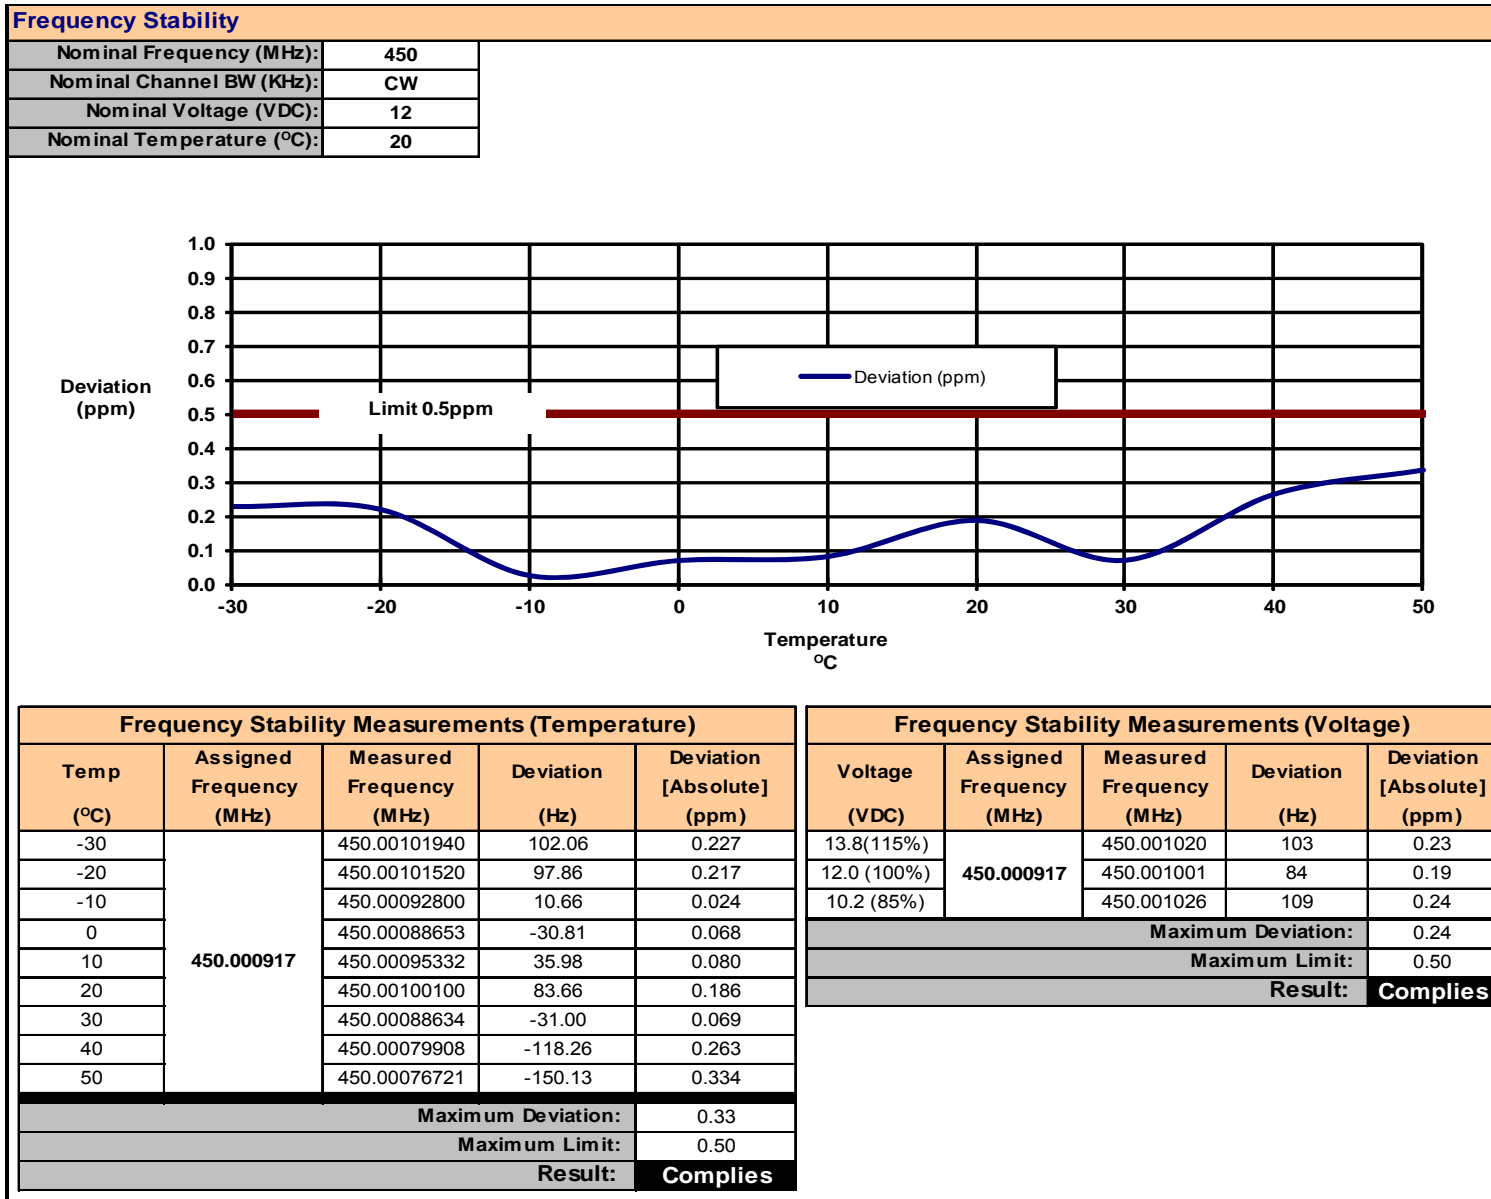 Frequency Stability
Nominal Frequency (MHz): 450
Nominal Channel BW (KHz): CW
Nominal Voltage (VDC): 12
Nominal Temperature (ºC): 20
1.0
0.9
0.8
0.7
0.6
0.5
0.4
0.3
0.2
0.1
0.0
Deviation
(ppm)
Limit 0.5ppm
Deviation (ppm)
-30 -20 -10 0 10 20 30 40 50
Temperature
ºC
Frequency Stability Measurements (Temperature)
Temp (ºC) Assigned Frequency (MHz) Measured Frequency (MHz) Deviation (Hz) Deviation [Absolute] (ppm)
-30 450.00101940 102.06 0.227
-20 450.00101520 97.86 0.217
-10 450.00092800 10.66 0.024
0 450.00088653 -30.81 0.068
10 450.000917 450.00095332 35.98 0.080
20 450.00100100 83.66 0.186
30 450.00088634 -31.00 0.069
40 450.00079908 -118.26 0.263
50 450.00076721 -150.13 0.334
Maximum Deviation: 0.33
Maximum Limit: 0.50
Result: Complies
Frequency Stability Measurements (Voltage)
Voltage (VDC) Assigned Frequency (MHz) Measured Frequency (MHz) Deviation (Hz) Deviation [Absolute] (ppm)
13.8(115%) 450.001020 103 0.23
12.0 (100%) 450.000917 450.001001 84 0.19
10.2 (85%) 450.001026 109 0.24
Maximum Deviation: 0.24
Maximum Limit: 0.50
Result: Complies